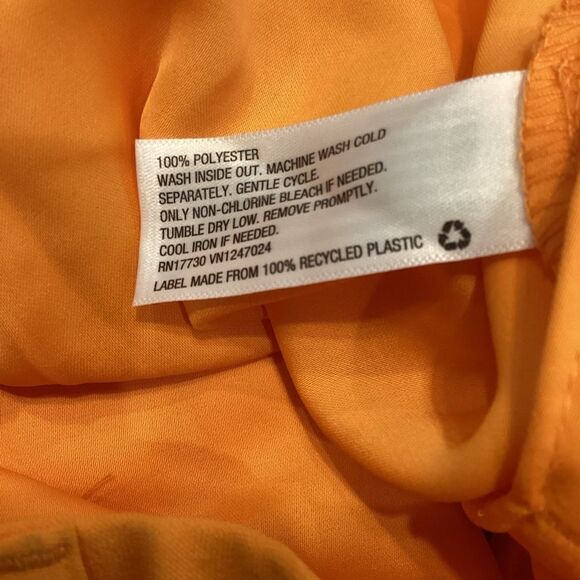 100% POLYESTER
WASH INSIDE OUT. MACHINE WASH COLD
SEPARATELY. GENTLE CYCLE.
ONLY NON-CHLORINE BLEACH IF NEEDED.
TUMBLE DRY LOW. REMOVE PROMPTLY.
COOL IRON IF NEEDED.
RN17730 VN1247024
LABEL MADE FROM 100% RECYCLED PLASTIC